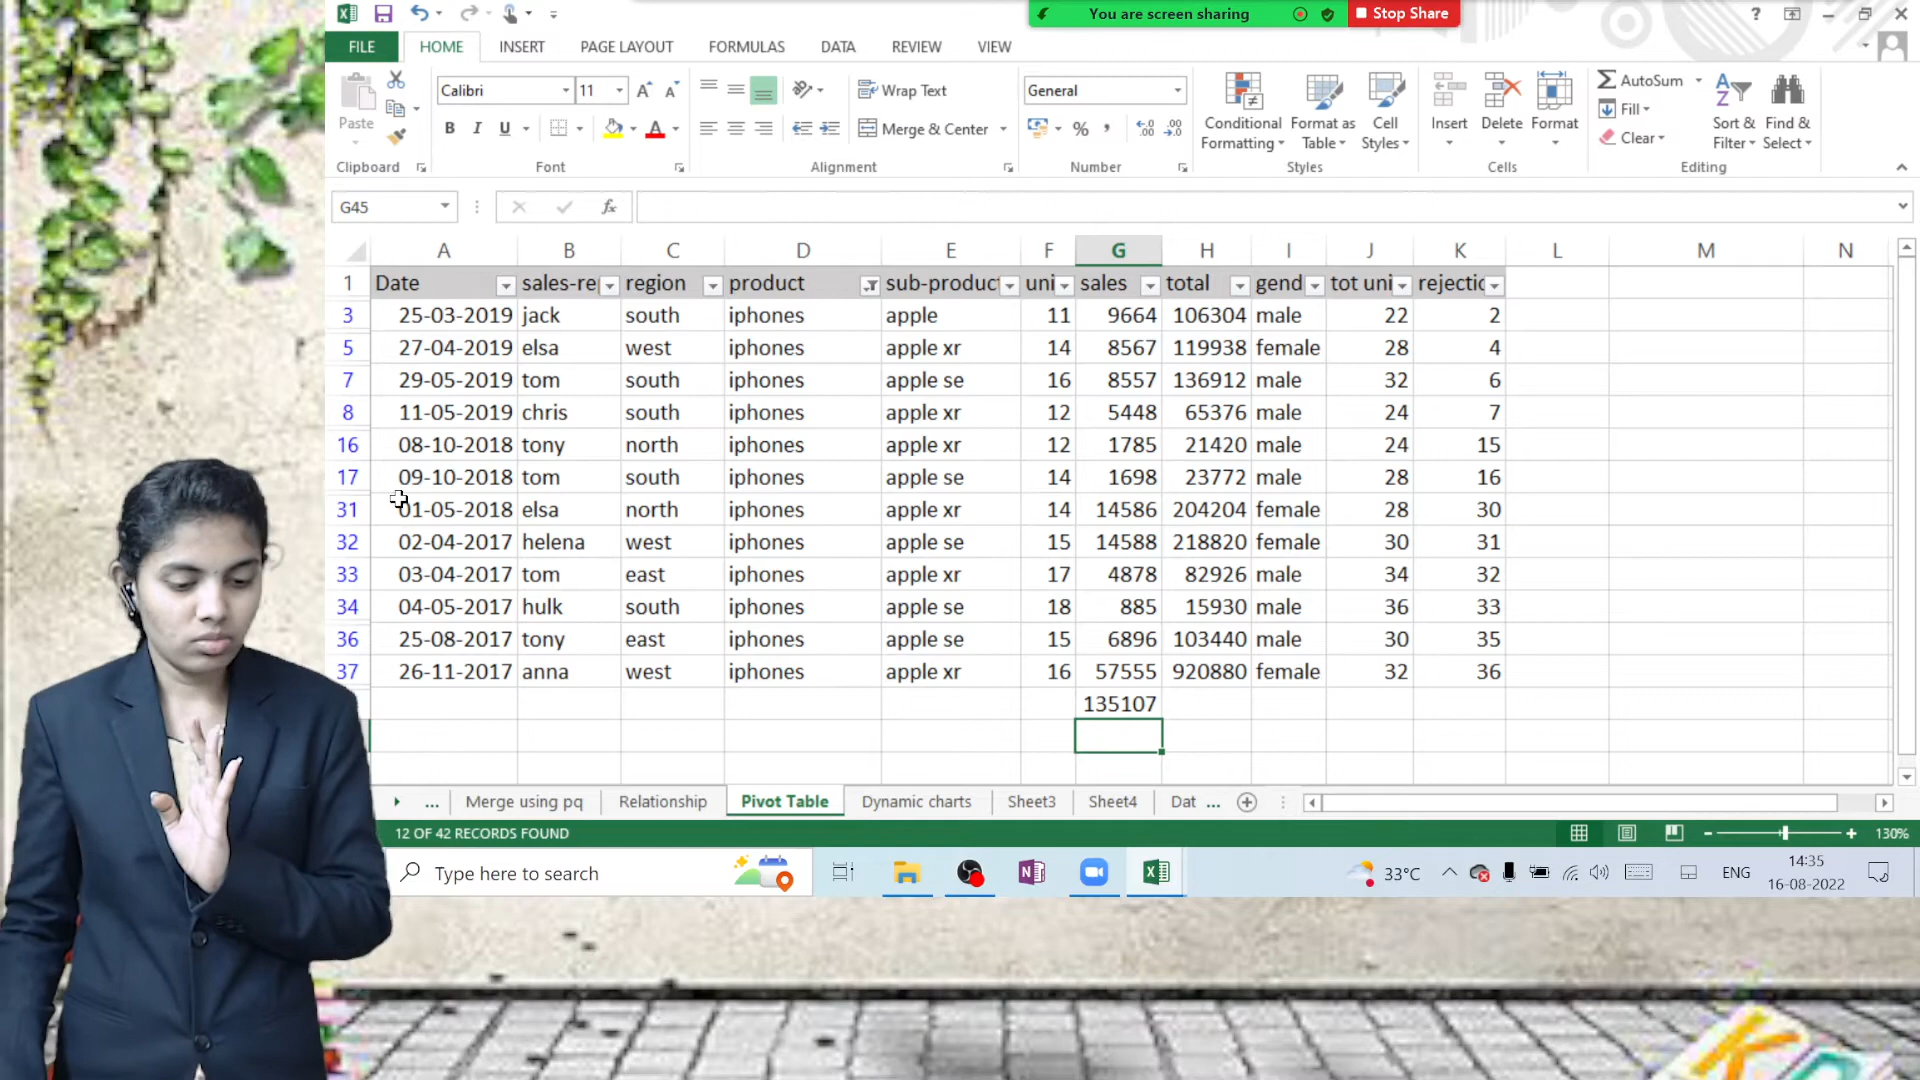 You are screen sharing
Stop Share
?
FILE HOME INSERT PAGE LAYOUT FORMULAS DATA REVIEW VIEW
Calibri 11 A A Wrap Text General AutoSum
Paste B I U A Merge & Center % , Conditional Formatting Format as Table Cell Styles Insert Delete Format Fill Clear Sort & Filter Find & Select
Clipboard Font Alignment Number Styles Cells Editing
G45 fx
A B C D E F G H I J K L M N
1 Date sales-re region product sub-product uni sales total gend tot uni rejectic
3 25-03-2019 jack south iphones apple 11 9664 106304 male 22 2
5 27-04-2019 elsa west iphones apple xr 14 8567 119938 female 28 4
7 29-05-2019 tom south iphones apple se 16 8557 136912 male 32 6
8 11-05-2019 chris south iphones apple xr 12 5448 65376 male 24 7
16 08-10-2018 tony north iphones apple xr 12 1785 21420 male 24 15
17 09-10-2018 tom south iphones apple se 14 1698 23772 male 28 16
31 01-05-2018 elsa north iphones apple xr 14 14586 204204 female 28 30
32 02-04-2017 helena west iphones apple se 15 14588 218820 female 30 31
33 03-04-2017 tom east iphones apple xr 17 4878 82926 male 34 32
34 04-05-2017 hulk south iphones apple se 18 885 15930 male 36 33
36 25-08-2017 tony east iphones apple se 15 6896 103440 male 30 35
37 26-11-2017 anna west iphones apple xr 16 57555 920880 female 32 36
135107
... Merge using pq Relationship Pivot Table Dynamic charts Sheet3 Sheet4 Dat ...
12 OF 42 RECORDS FOUND 130%
Type here to search 33°C ENG 14:35
16-08-2022